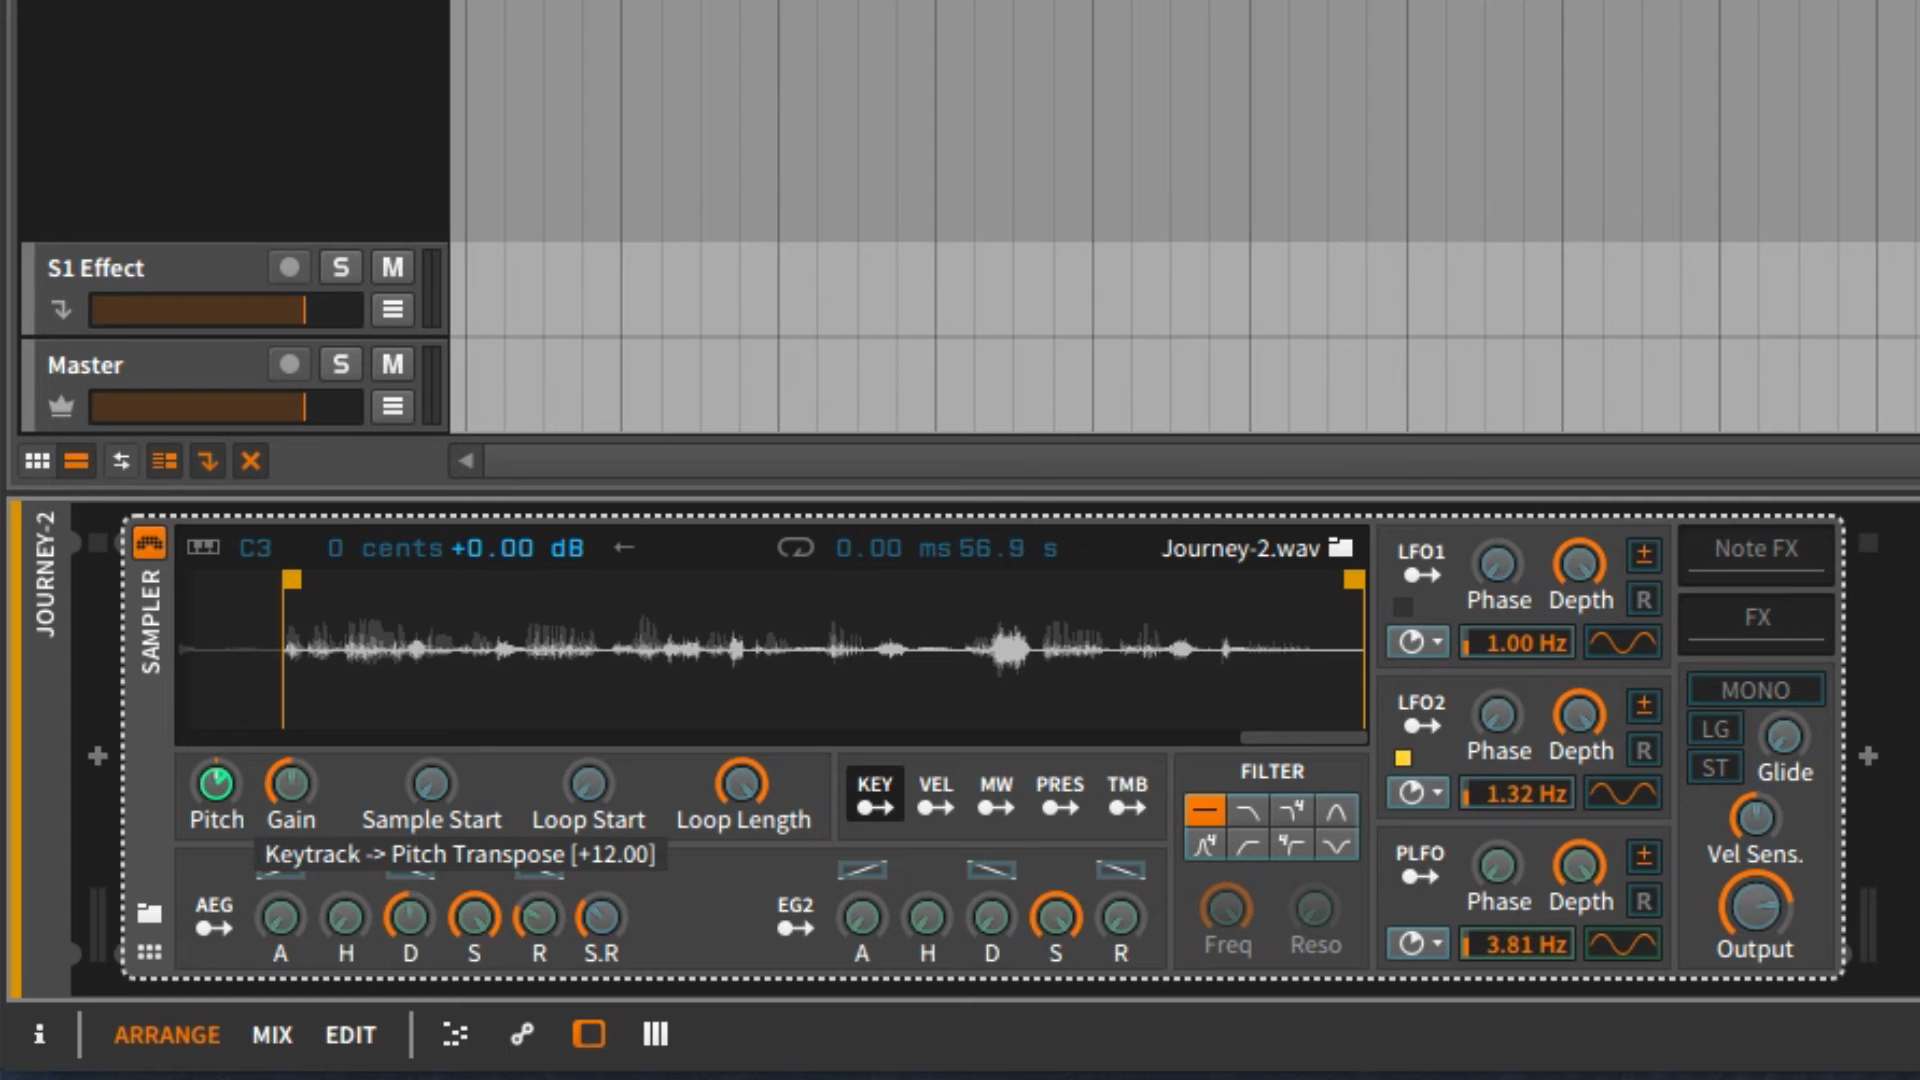 S1 Effect
S M
Master
S M
JOURNEY-2
SAMPLER
C3 0 cents +0.00 dB ← 0.00 ms 56.9 s Journey-2.wav
Pitch Gain Sample Start Loop Start Loop Length
KEY VEL MW PRES TMB
Keytrack -> Pitch Transpose [+12.00]
AEG
A H D S R S.R
EG2
A H D S R
FILTER
4
4 4
Freq Reso
LFO1 ±
Phase Depth R
1.00 Hz
LFO2 ±
Phase Depth R
1.32 Hz
PLFO ±
Phase Depth R
3.81 Hz
Note FX
FX
MONO
LG
ST Glide
Vel Sens.
Output
i ARRANGE MIX EDIT